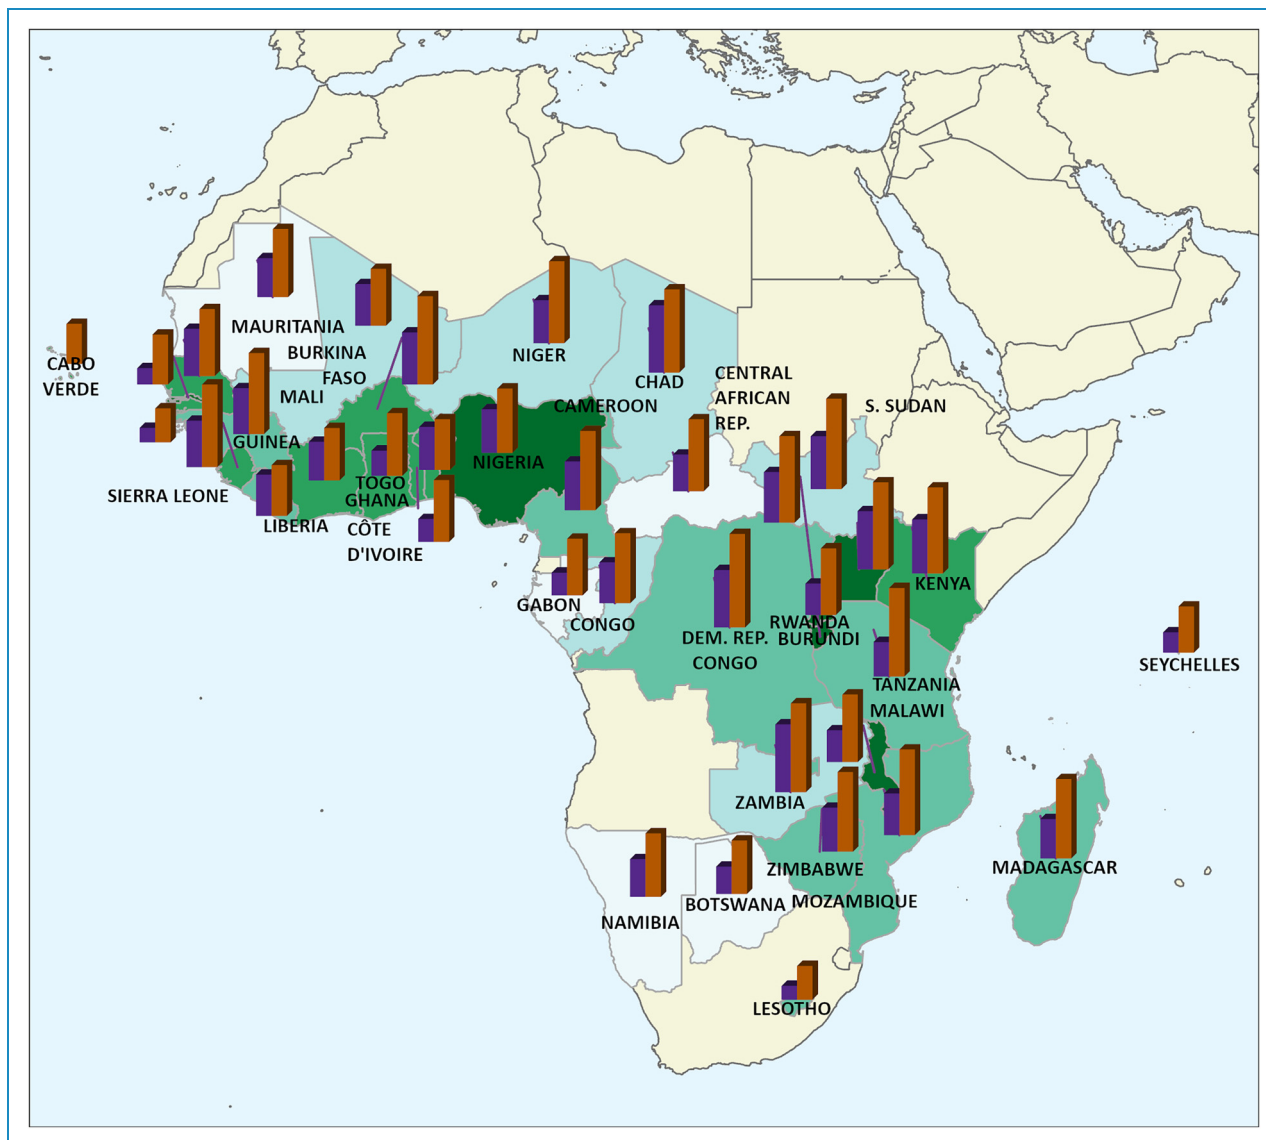 MAURITANIA
CABO
VERDE
BURKINA
FASO
NIGER
CHAD
MALI
CENTRAL
AFRICAN
REP.
CAMEROON
S. SUDAN
GUINEA
NIGERIA
SIERRA LEONE
TOGO
GHANA
LIBERIA
CÔTE
D'IVOIRE
KENYA
GABON
CONGO
RWANDA
BURUNDI
DEM. REP.
CONGO
SEYCHELLES
TANZANIA
MALAWI
ZAMBIA
ZIMBABWE
MADAGASCAR
MOZAMBIQUE
BOTSWANA
NAMIBIA
LESOTHO